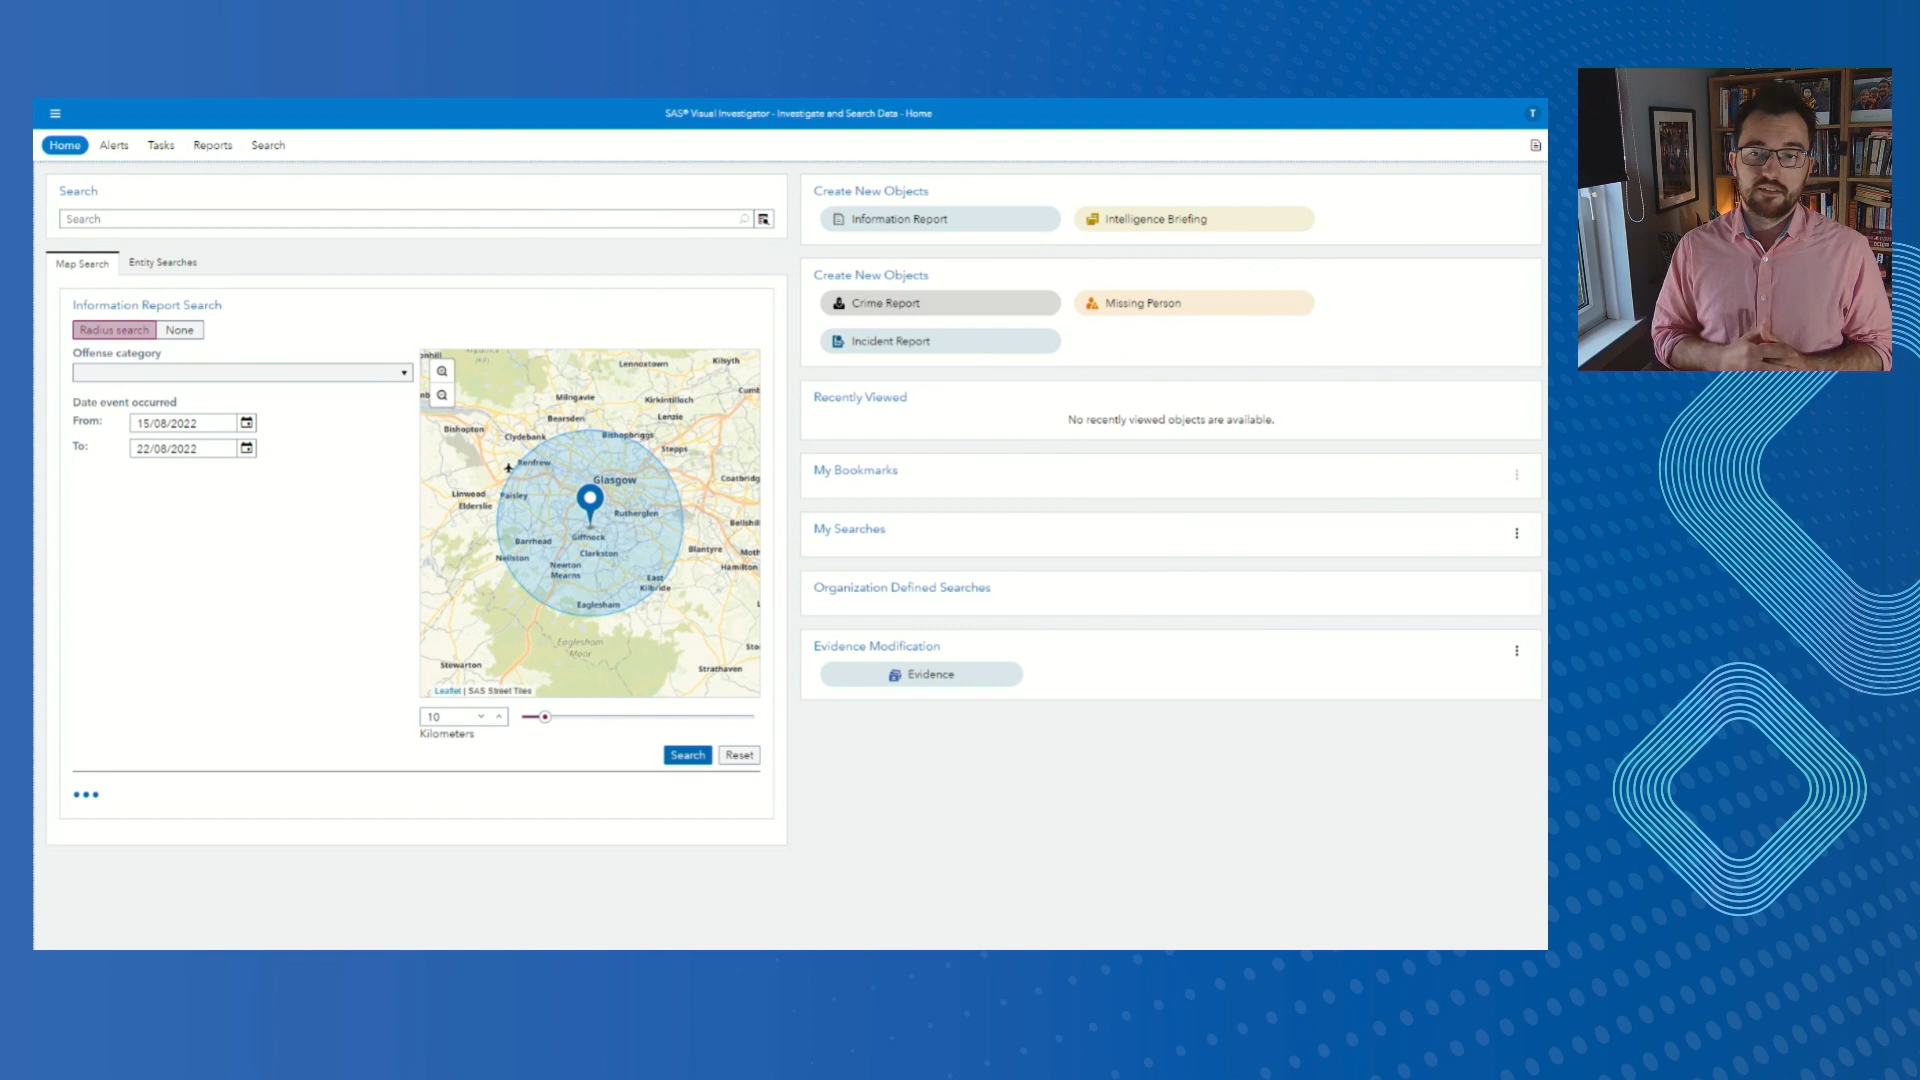 SAS® Visual Investigator - Investigate and Search Data - Home
T
Home Alerts Tasks Reports Search
Search
Search
Map Search Entity Searches
Information Report Search
Radius search None
Offense category
Date event occurred
From: 15/08/2022
To: 22/08/2022
Lennoxtown
Kilsyth
Milngavie
Kirkintilloch
Bearsden
Lenzie
Bishopton
Clydebank
Bishopbriggs
Stepps
Renfrew
Glasgow
Coatbridg
Linwood
Paisley
Elderslie
Rutherglen
Bellshil
Barrhead
Giffnock
Neilston
Clarkston
Blantyre
Moth
Newton
Mearns
Hamilton
East
Kilbride
Eaglesham
Eaglesham
Moor
Stewarton
Strathaven
Leaflet | SAS Street Tiles
10
Kilometers
Search Reset
Create New Objects
Information Report Intelligence Briefing
Create New Objects
Crime Report Missing Person
Incident Report
Recently Viewed
No recently viewed objects are available.
My Bookmarks
My Searches
Organization Defined Searches
Evidence Modification
Evidence